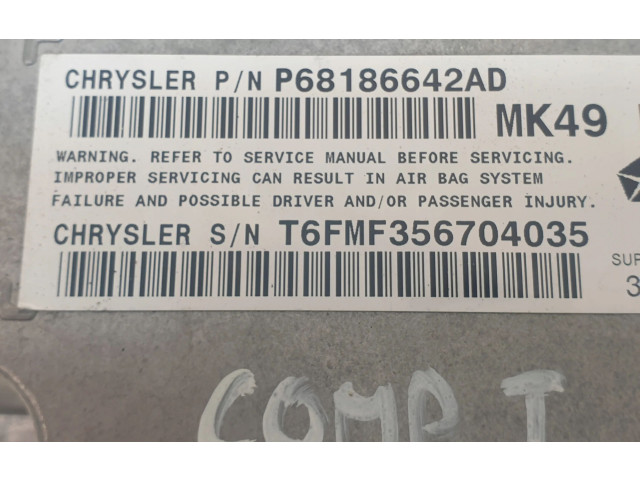 CHRYSLER P/N P68186642AD
MK49
WARNING. REFER TO SERVICE MANUAL BEFORE SERVICING.
IMPROPER SERVICING CAN RESULT IN AIR BAG SYSTEM
FAILURE AND POSSIBLE DRIVER AND/OR PASSENGER INJURY.
CHRYSLER S/N T6FMF356704035
COMP I